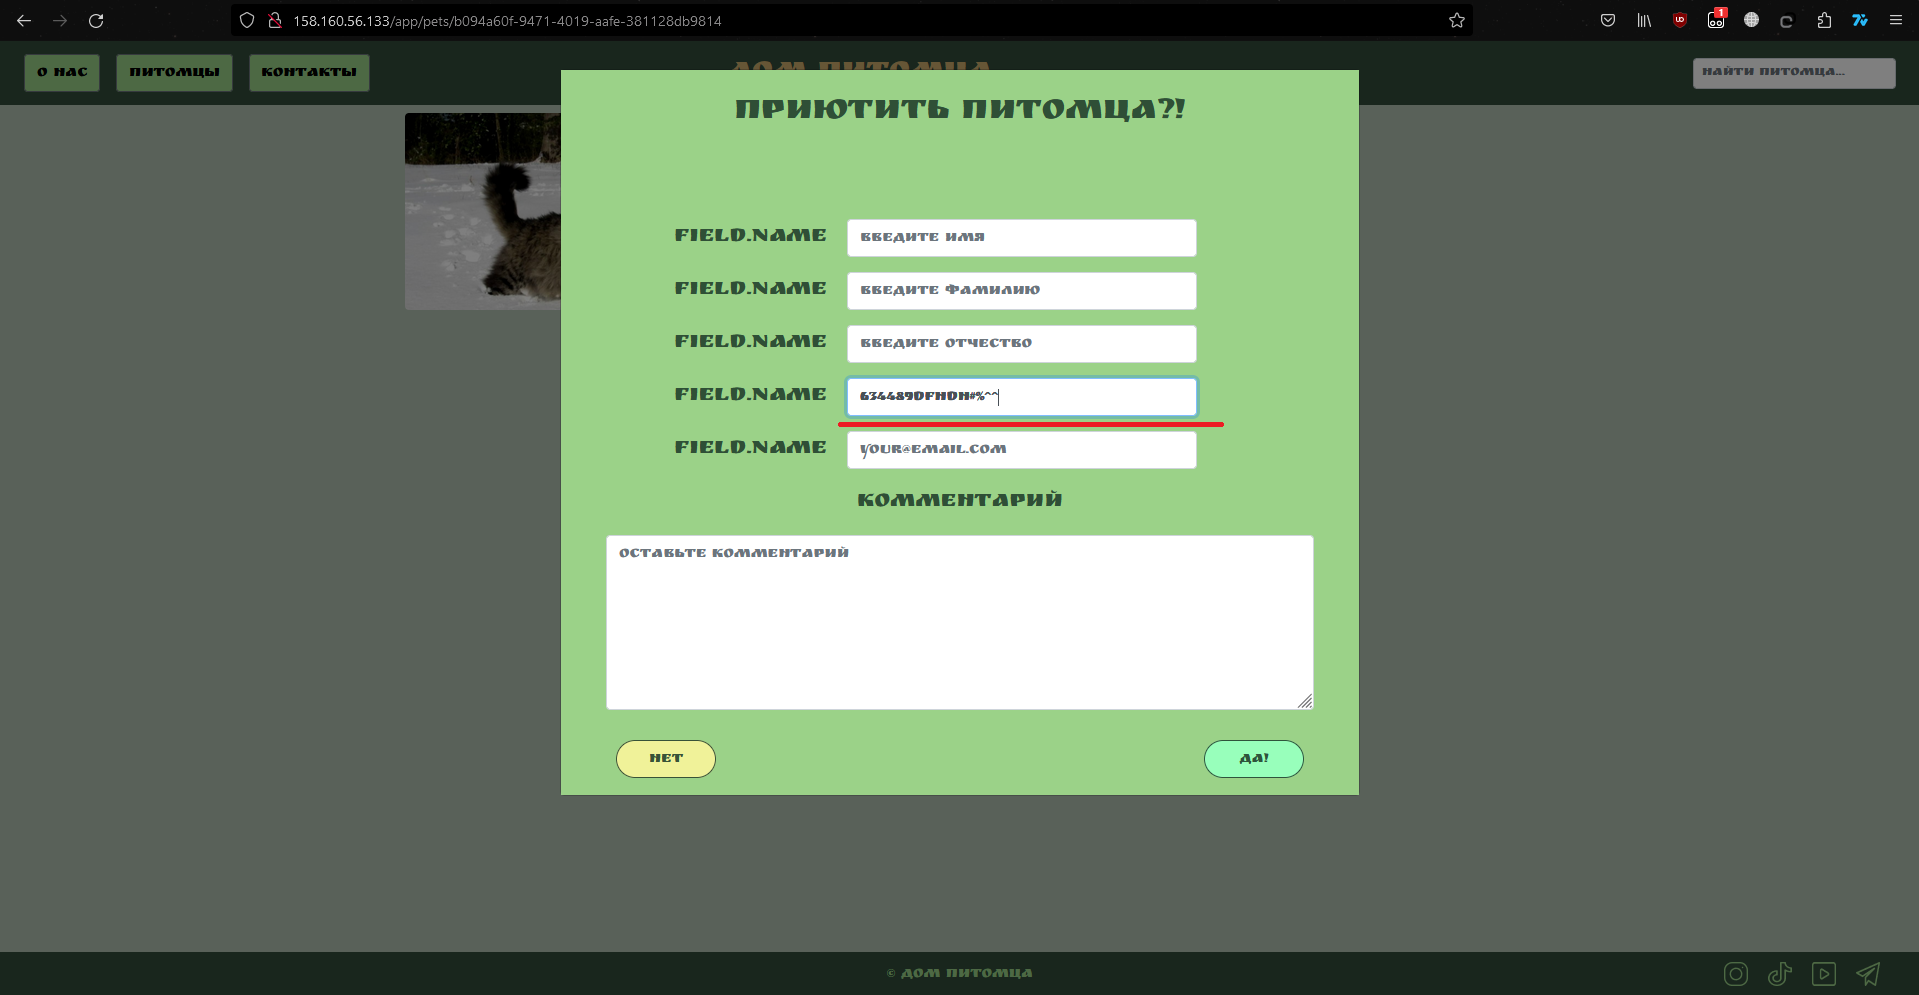 158.160.56.133/app/pets/b094a60f-9471-4019-aafe-381128db9814
1
О НАС
ПИТОМЦЫ
КОНТАКТЫ
ДОМ ПИТОМЦА
НАЙТИ ПИТОМЦА...
ПРИЮТИТЬ ПИТОМЦА?!
FIELD.NAME
ВВЕДИТЕ ИМЯ
FIELD.NAME
ВВЕДИТЕ ФАМИЛИЮ
FIELD.NAME
ВВЕДИТЕ ОТЧЕСТВО
FIELD.NAME
634489DFHDH#%^^
FIELD.NAME
YOUR@EMAIL.COM
КОММЕНТАРИЙ
ОСТАВЬТЕ КОММЕНТАРИЙ
НЕТ
ДА!
© ДОМ ПИТОМЦА